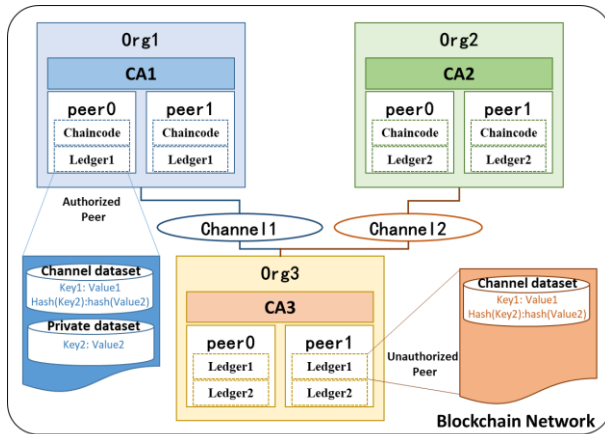 Org1
CA1
peer0
Chaincode
Ledger1
peer1
Chaincode
Ledger1
Org2
CA2
peer0
Chaincode
Ledger2
peer1
Chaincode
Ledger2
Authorized
Peer
Channel1
Channel2
Channel dataset
Key1: Value1
Hash(Key2):hash(Value2)
Private dataset
Key2: Value2
Org3
CA3
peer0
Ledger1
Ledger2
peer1
Ledger1
Ledger2
Unauthorized
Peer
Channel dataset
Key1: Value1
Hash(Key2):hash(Value2)
Blockchain Network